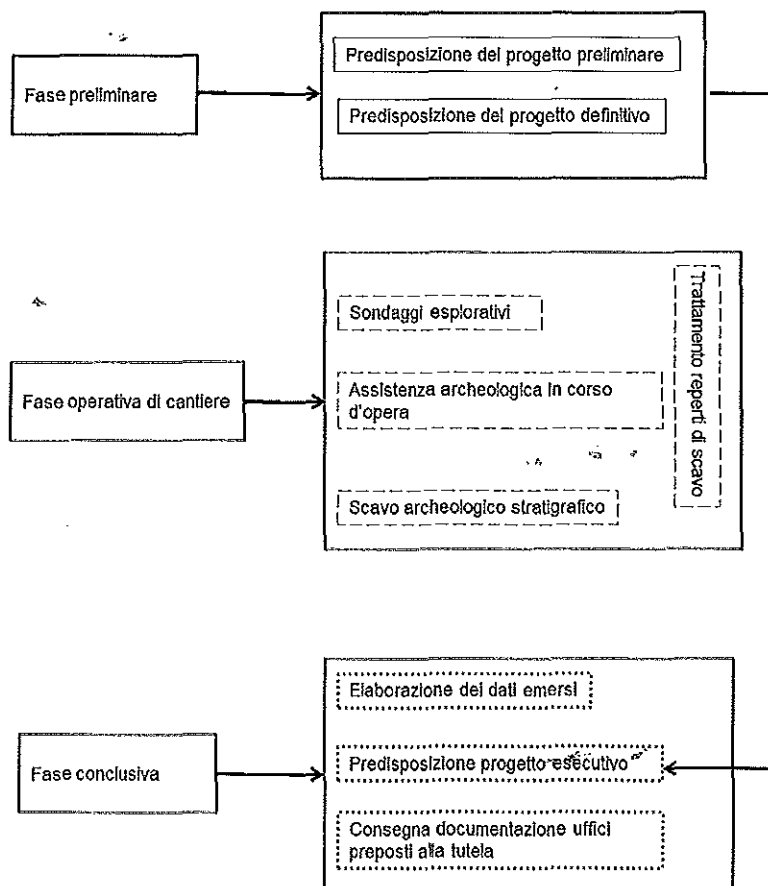 Fase preliminare
Predisposizione del progetto preliminare
Predisposizione del progetto definitivo
Fase operativa di cantiere
Sondaggi esplorativi
Assistenza archeologica in corso
d'opera
Scavo archeologico stratigrafico
Trattamento reperti di scavo
Fase conclusiva
Elaborazione dei dati emersi
Predisposizione progetto esecutivo
Consegna documentazione uffici
preposti alla tutela